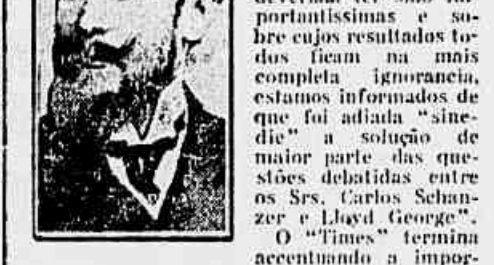 deveriam ter sido im-
portantissimas e so-
bre cujos resultados to-
dos ficam na mais
completa ignorancia,
estamos informados de
que foi adiada "sine-
die" a solução de
maior parte das que-
stões debatidas entre
os Srs. Carlos Schan-
zer e Lloyd George".
O "Times" termina
accentuando a impor-